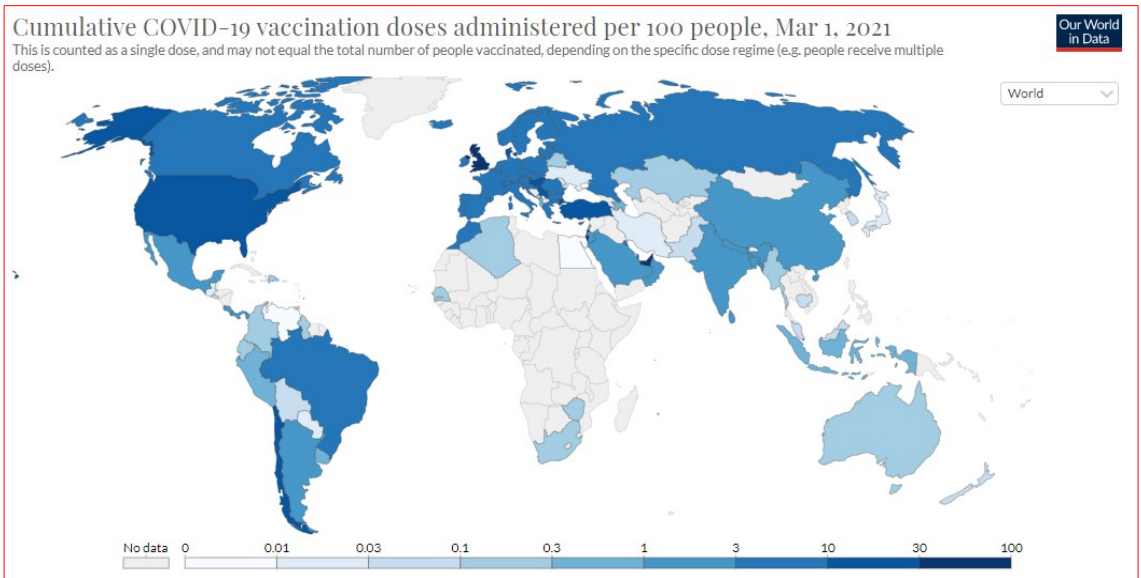 Cumulative COVID-19 vaccination doses administered per 100 people, Mar 1, 2021
This is counted as a single dose, and may not equal the total number of people vaccinated, depending on the specific dose regime (e.g. people receive multiple
doses).
Our World
in Data
World
No data 0 0.01 0.03 0.1 0.3 1 3 10 30 100